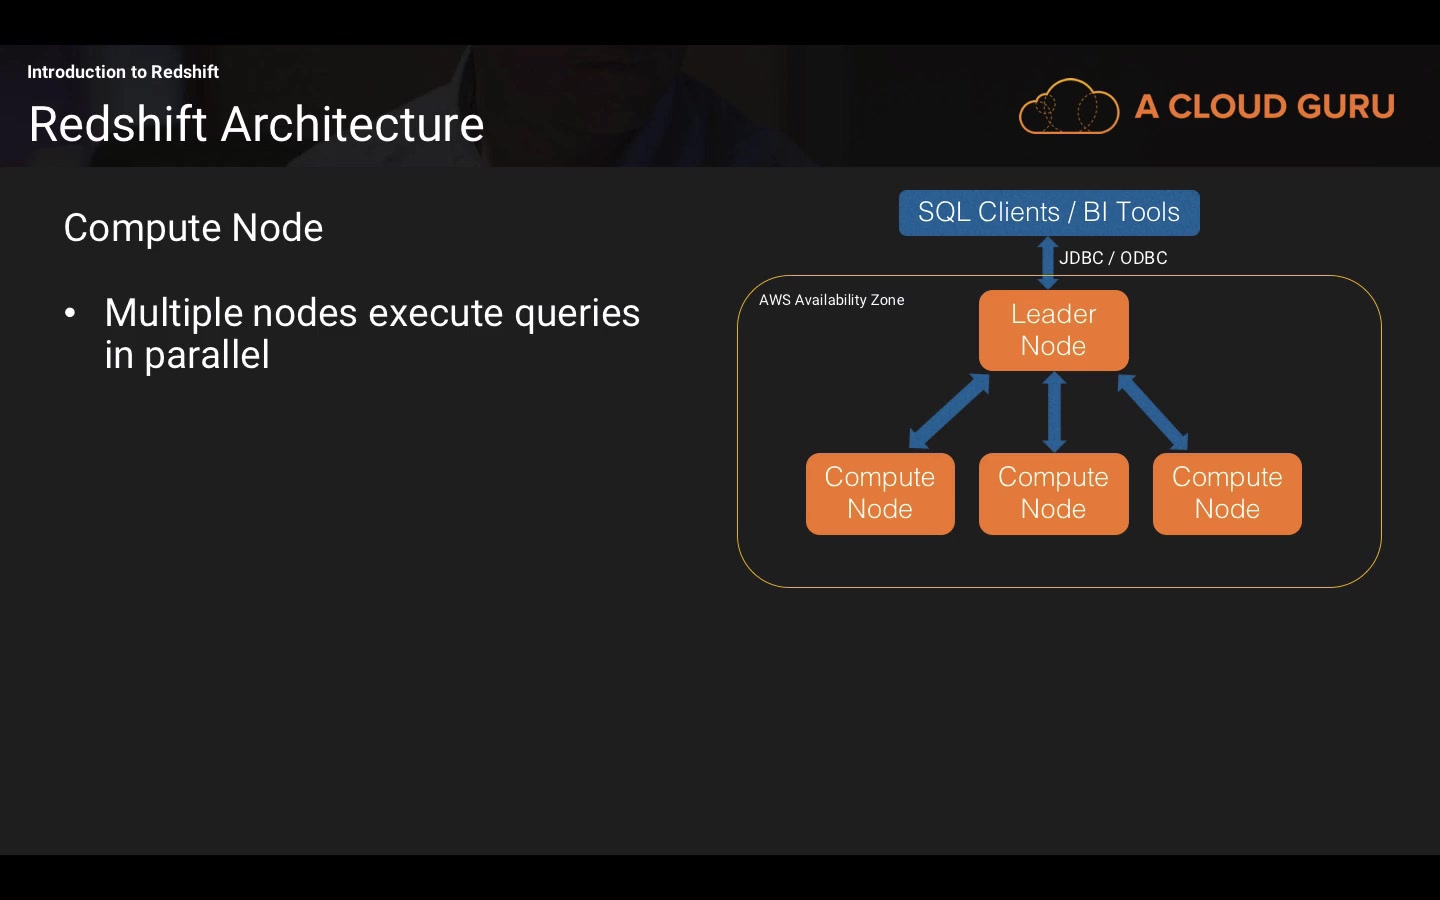 Introduction to Redshift
Redshift Architecture
A CLOUD GURU
Compute Node
• Multiple nodes execute queries
in parallel
SQL Clients / BI Tools
JDBC / ODBC
AWS Availability Zone
Leader
Node
Compute
Node
Compute
Node
Compute
Node